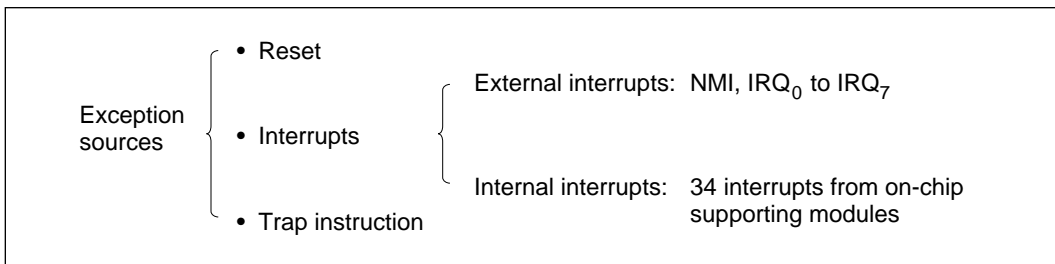 Exception
sources
• Reset
• Interrupts
• Trap instruction
External interrupts: NMI, IRQ0 to IRQ7
Internal interrupts: 34 interrupts from on-chip
supporting modules